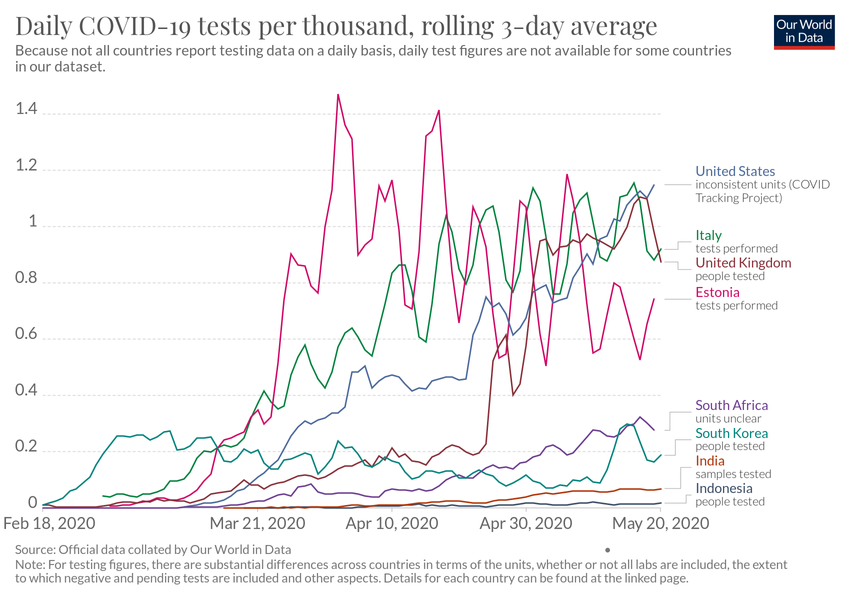 Daily COVID-19 tests per thousand, rolling 3-day average
Our World
in Data
Because not all countries report testing data on a daily basis, daily test figures are not available for some countries
in our dataset.
1.4
1.2
1
0.8
0.6
0.4
0.2
0
United States
inconsistent units (COVID
Tracking Project)
Italy
tests performed
United Kingdom
people tested
Estonia
tests performed
South Africa
units unclear
South Korea
people tested
India
samples tested
Indonesia
people tested
Feb 18, 2020
Mar 21, 2020
Apr 10, 2020
Apr 30, 2020
May 20, 2020
Source: Official data collated by Our World in Data
•
Note: For testing figures, there are substantial differences across countries in terms of the units, whether or not all labs are included, the extent
to which negative and pending tests are included and other aspects. Details for each country can be found at the linked page.